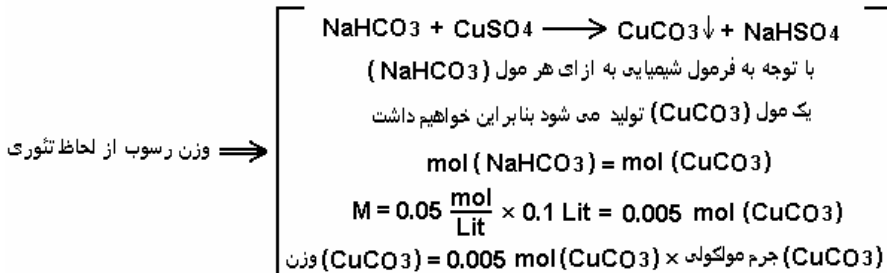 NaHCO3 + CuSO4 ⟶ CuCO3↓ + NaHSO4
با توجه به فرمول شیمیایی به ازای هر مول (NaHCO3)
یک مول (CuCO3) تولید می شود بنابراین خواهیم داشت
وزن رسوب از لحاظ تئوری ⟹
mol (NaHCO3) = mol (CuCO3)
M = 0.05 mol/Lit × 0.1 Lit = 0.005 mol (CuCO3)
وزن (CuCO3) = 0.005 mol (CuCO3) × جرم مولکولی (CuCO3)